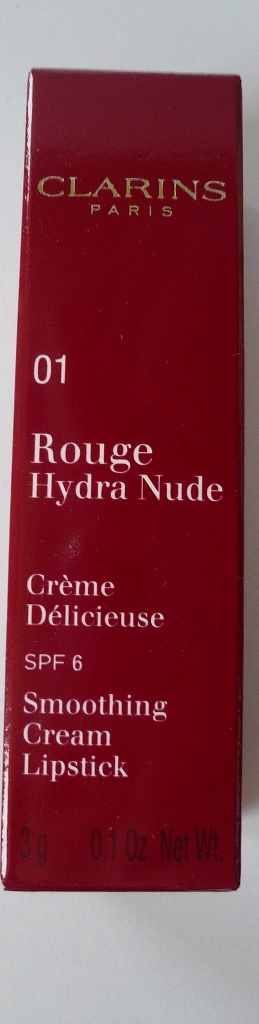 CLARINS
PARIS
01
Rouge
Hydra Nude
Crème
Délicieuse
SPF 6
Smoothing
Cream
Lipstick
3 g 0.1 Oz. Net Wt.